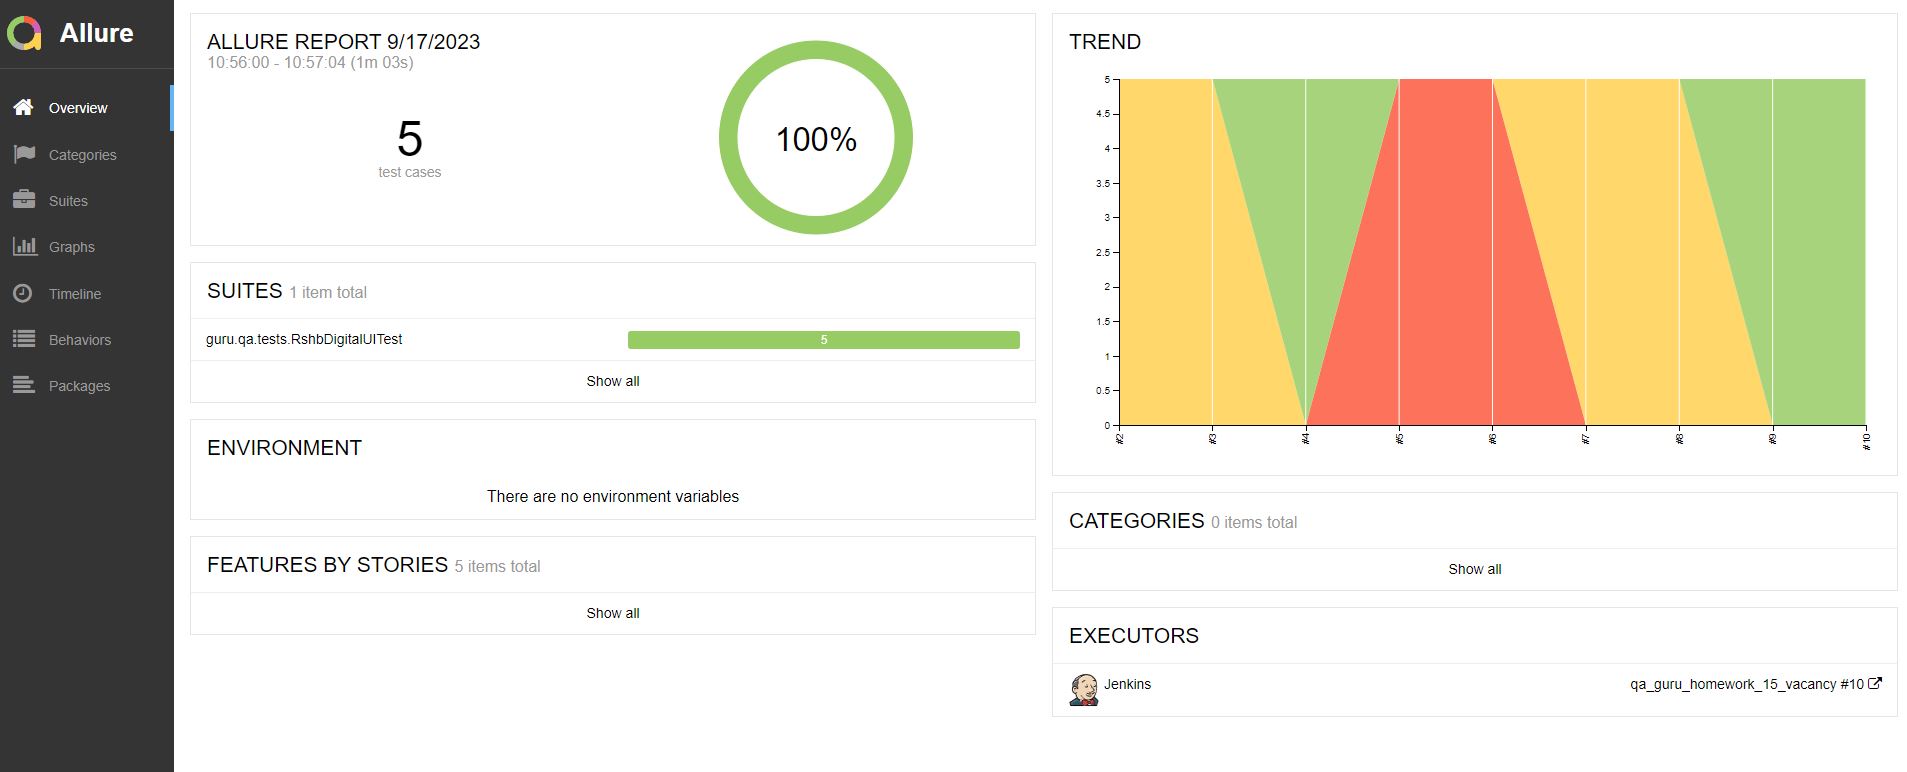 Allure
Overview
Categories
Suites
Graphs
Timeline
Behaviors
Packages
ALLURE REPORT 9/17/2023
10:56:00 - 10:57:04 (1m 03s)
5
test cases
100%
SUITES 1 item total
guru.qa.tests.RshbDigitalUITest 5
Show all
ENVIRONMENT
There are no environment variables
FEATURES BY STORIES 5 items total
Show all
TREND
5
4.5
4
3.5
3
2.5
2
1.5
1
0.5
0
#2 #3 #4 #5 #6 #7 #8 #9 #10
CATEGORIES 0 items total
Show all
EXECUTORS
Jenkins qa_guru_homework_15_vacancy #10